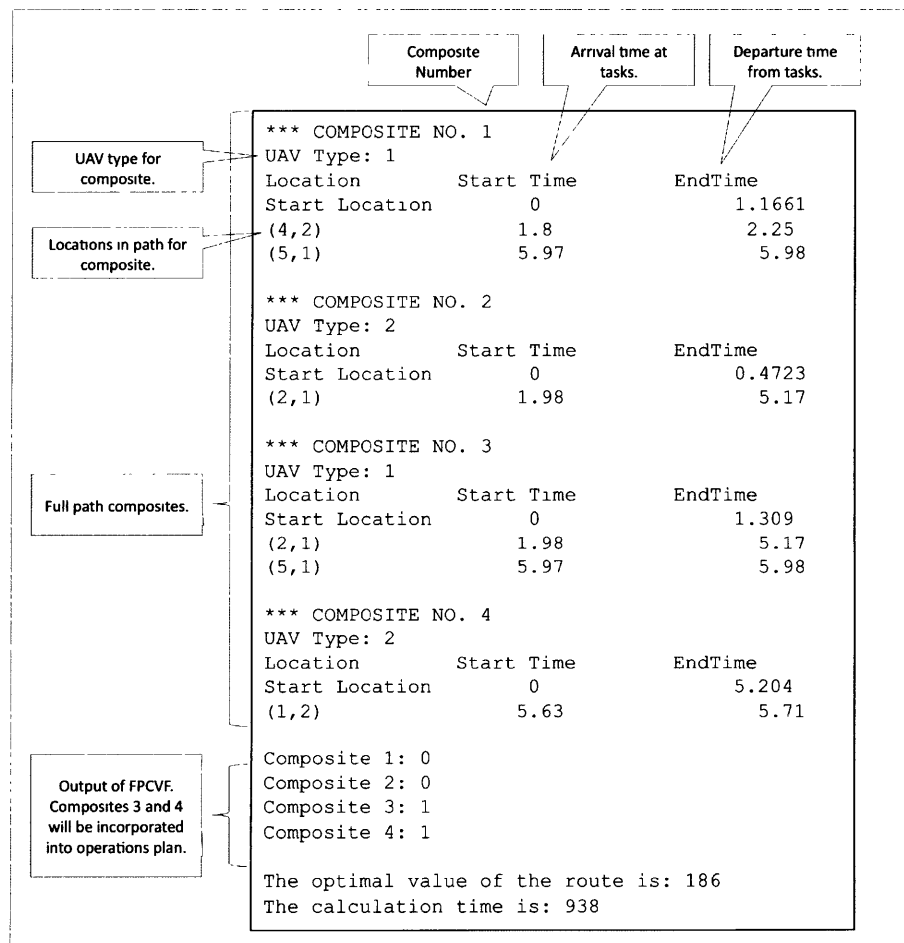 Composite
Number
Arrival time at
tasks.
Departure time
from tasks.
UAV type for
composite.
Locations in path for
composite.
Full path composites.
Output of FPCVF.
Composites 3 and 4
will be incorporated
into operations plan.
*** COMPOSITE NO. 1
UAV Type: 1
Location Start Time EndTime
Start Location 0 1.1661
(4,2) 1.8 2.25
(5,1) 5.97 5.98
*** COMPOSITE NO. 2
UAV Type: 2
Location Start Time EndTime
Start Location 0 0.4723
(2,1) 1.98 5.17
*** COMPOSITE NO. 3
UAV Type: 1
Location Start Time EndTime
Start Location 0 1.309
(2,1) 1.98 5.17
(5,1) 5.97 5.98
*** COMPOSITE NO. 4
UAV Type: 2
Location Start Time EndTime
Start Location 0 5.204
(1,2) 5.63 5.71
Composite 1: 0
Composite 2: 0
Composite 3: 1
Composite 4: 1
The optimal value of the route is: 186
The calculation time is: 938